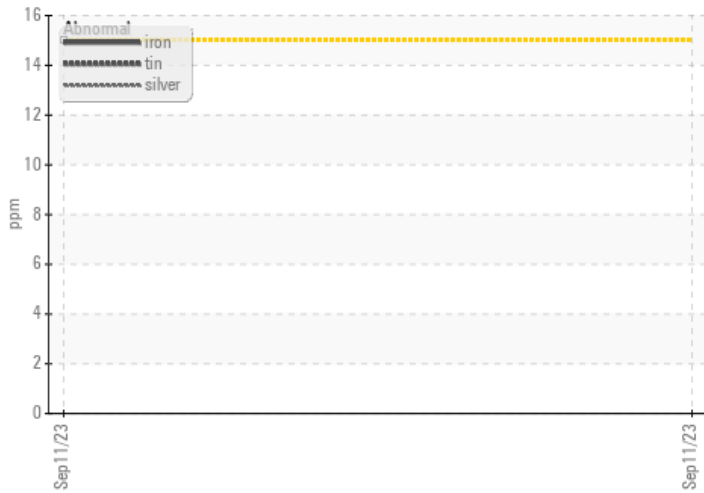 16
Abnormal
iron
tin
silver
14
12
10
8
6
4
2
0
ppm
Sep11/23
Sep11/23